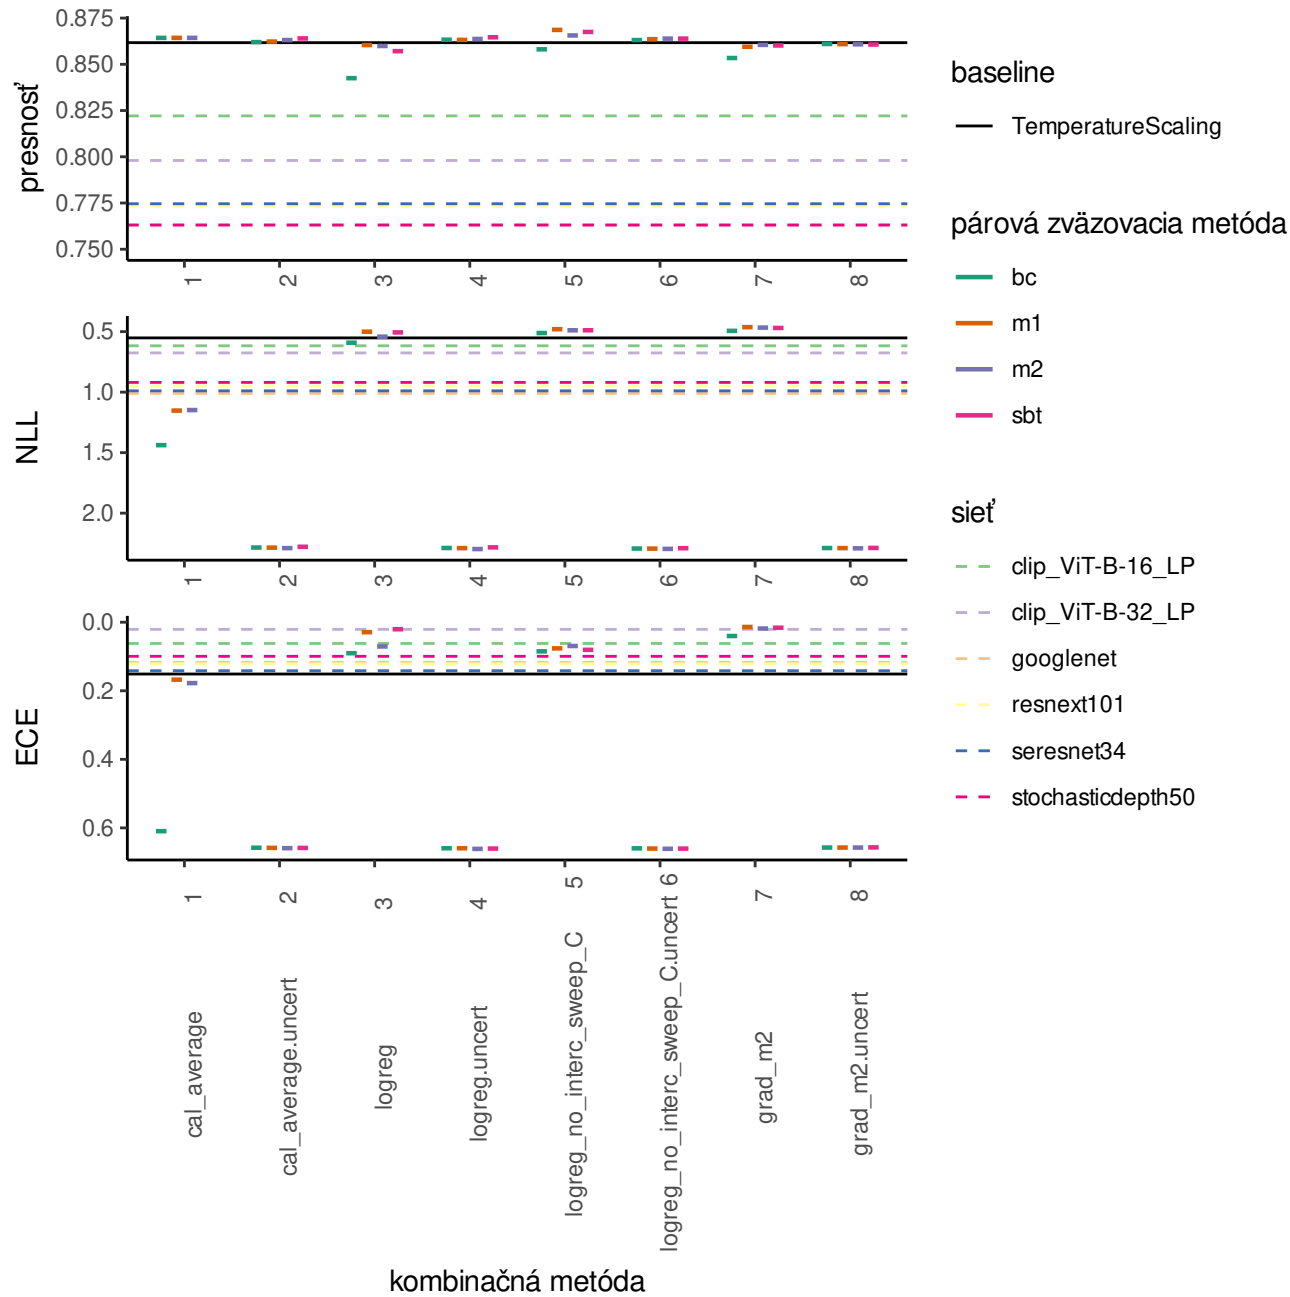 presnosť
0.875
0.850
0.825
0.800
0.775
0.750
1 2 3 4 5 6 7 8
NLL
0.5
1.0
1.5
2.0
1 2 3 4 5 6 7 8
ECE
0.0
0.2
0.4
0.6
1 2 3 4 5 6 7 8
cal_average
cal_average.uncert
logreg
logreg.uncert
logreg_no_interc_sweep_C
logreg_no_interc_sweep_C.uncert
grad_m2
grad_m2.uncert
kombinačná metóda
baseline
TemperatureScaling
párová zväzovacia metóda
bc
m1
m2
sbt
sieť
clip_ViT-B-16_LP
clip_ViT-B-32_LP
googlenet
resnext101
seresnet34
stochasticdepth50